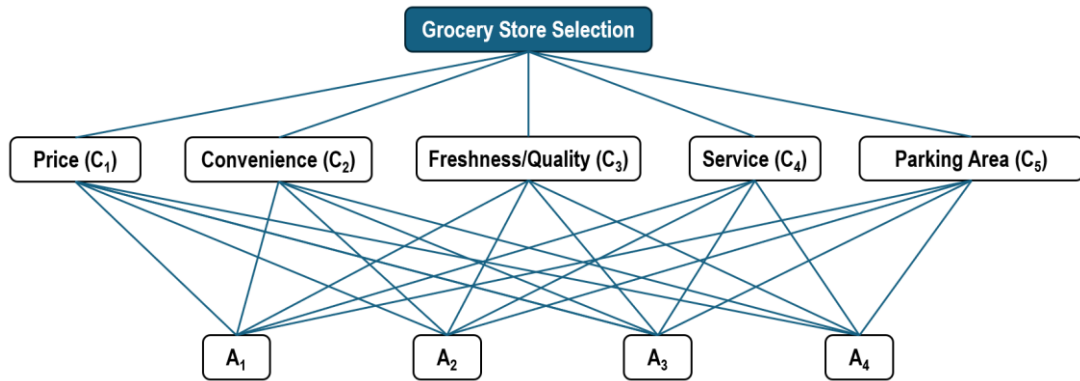 Grocery Store Selection
Price (C₁)
Convenience (C₂)
Freshness/Quality (C₃)
Service (C₄)
Parking Area (C₅)
A₁
A₂
A₃
A₄